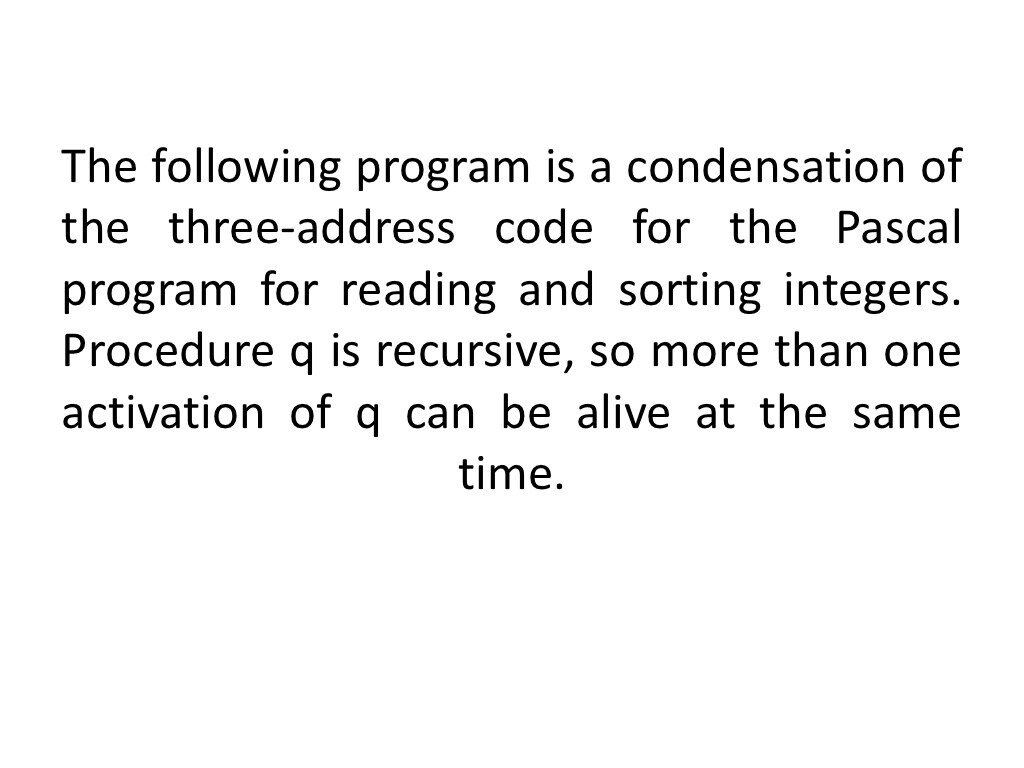 The following program is a condensation of
the three-address code for the Pascal
program for reading and sorting integers.
Procedure q is recursive, so more than one
activation of q can be alive at the same
time.